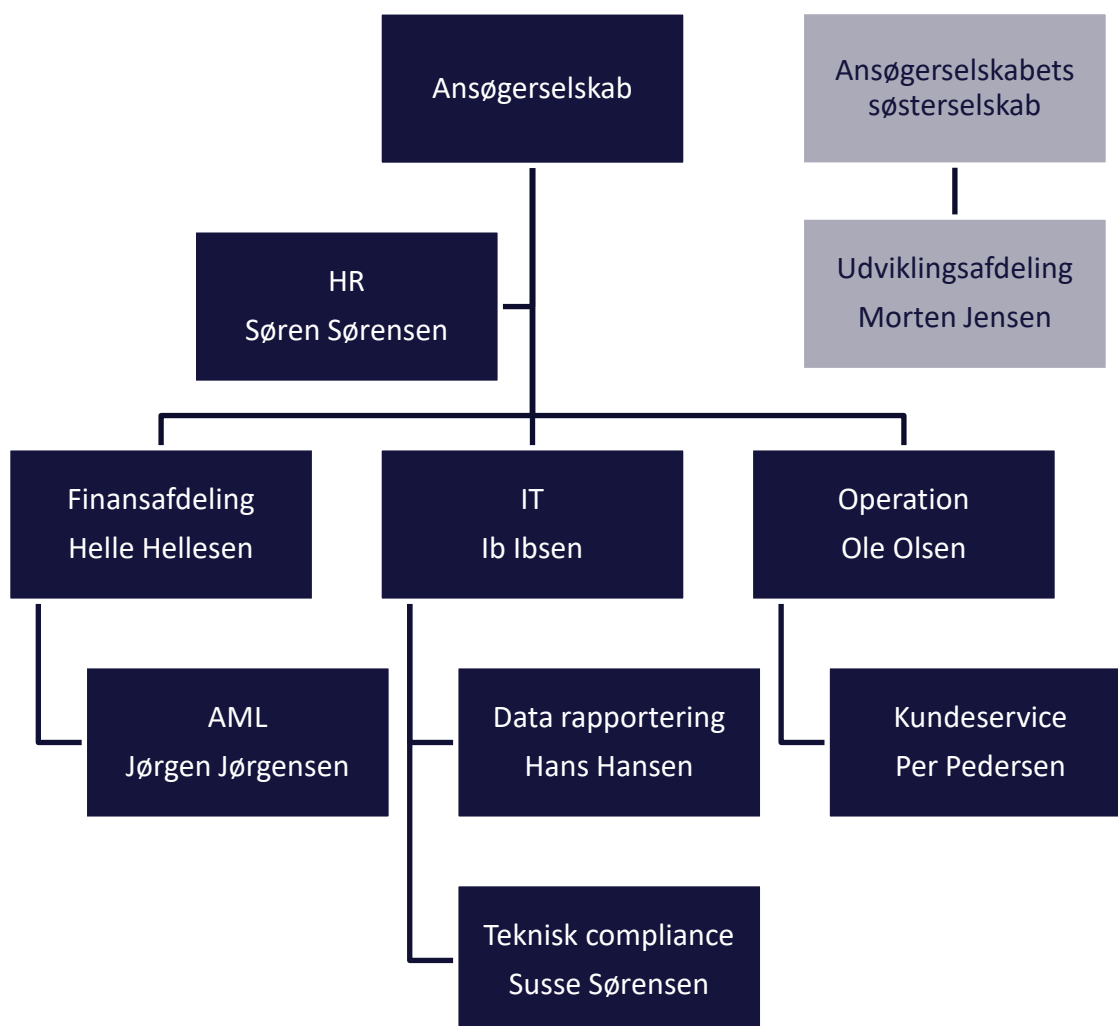 Ansøgerselskab
Ansøgerselskabets
søsterselskab
HR
Søren Sørensen
Udviklingsafdeling
Morten Jensen
Finansafdeling
Helle Hellesen
IT
Ib Ibsen
Operation
Ole Olsen
AML
Jørgen Jørgensen
Data rapportering
Hans Hansen
Kundeservice
Per Pedersen
Teknisk compliance
Susse Sørensen